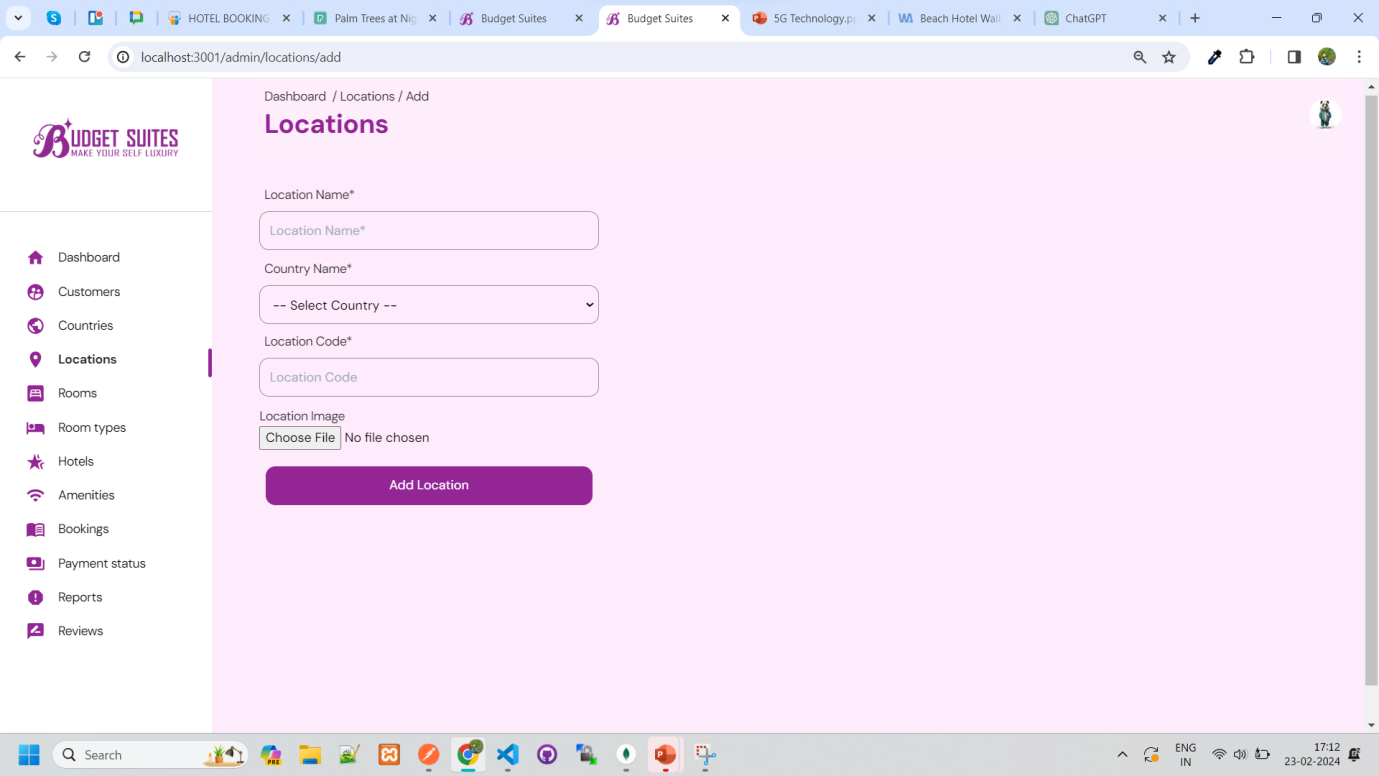 HOTEL BOOKING
Palm Trees at Nig
Budget Suites
Budget Suites
5G Technology.pp
Beach Hotel Wall
ChatGPT
localhost:3001/admin/locations/add
BUDGET SUITES
MAKE YOUR SELF LUXURY
Dashboard
Customers
Countries
Locations
Rooms
Room types
Hotels
Amenities
Bookings
Payment status
Reports
Reviews
Dashboard / Locations / Add
Locations
Location Name*
Location Name*
Country Name*
-- Select Country --
Location Code*
Location Code
Location Image
Choose File No file chosen
Add Location
Search
PRE
ENG
IN
17:12
23-02-2024